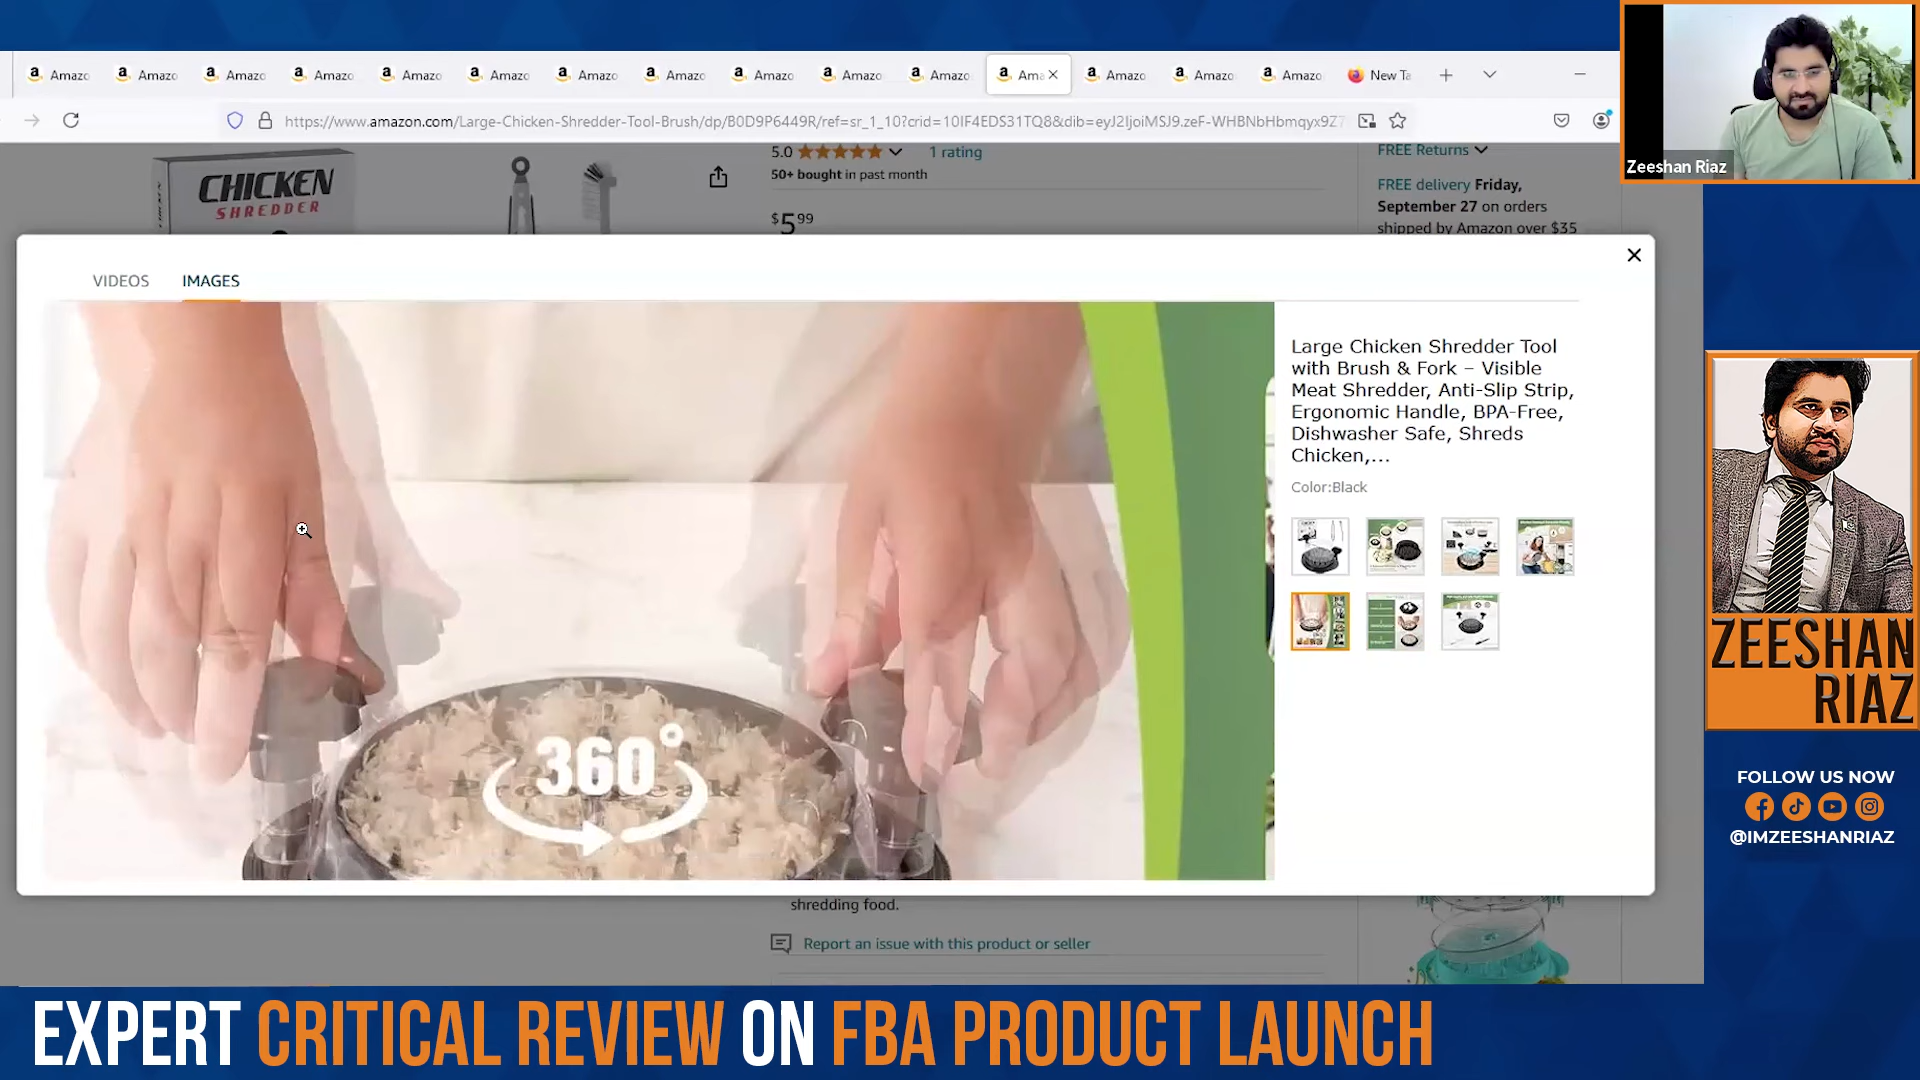 Amazo
Amazo
Amazo
Amazo
Amazo
Amazo
Amazo
Amazo
Amazo
Amazo
Amazo
Ama
Amazo
Amazo
Amazo
New Ta
https://www.amazon.com/Large-Chicken-Shredder-Tool-Brush/dp/B0D9P6449R/ref=sr_1_10?crid=10IF4EDS31TQ8&dib=eyJ2IjoiMSJ9.zeF-WHBNbHbmqyx9Z7
Zeeshan Riaz
CHICKEN
SHREDDER
5.0
1 rating
50+ bought in past month
$5 99
FREE Returns
FREE delivery Friday,
September 27 on orders
shipped by Amazon over $35
VIDEOS
IMAGES
360°
Large Chicken Shredder Tool
with Brush & Fork – Visible
Meat Shredder, Anti-Slip Strip,
Ergonomic Handle, BPA-Free,
Dishwasher Safe, Shreds
Chicken,...
Color:Black
shredding food.
Report an issue with this product or seller
ZEESHAN
RIAZ
FOLLOW US NOW
@IMZEESHANRIAZ
EXPERT CRITICAL REVIEW ON FBA PRODUCT LAUNCH